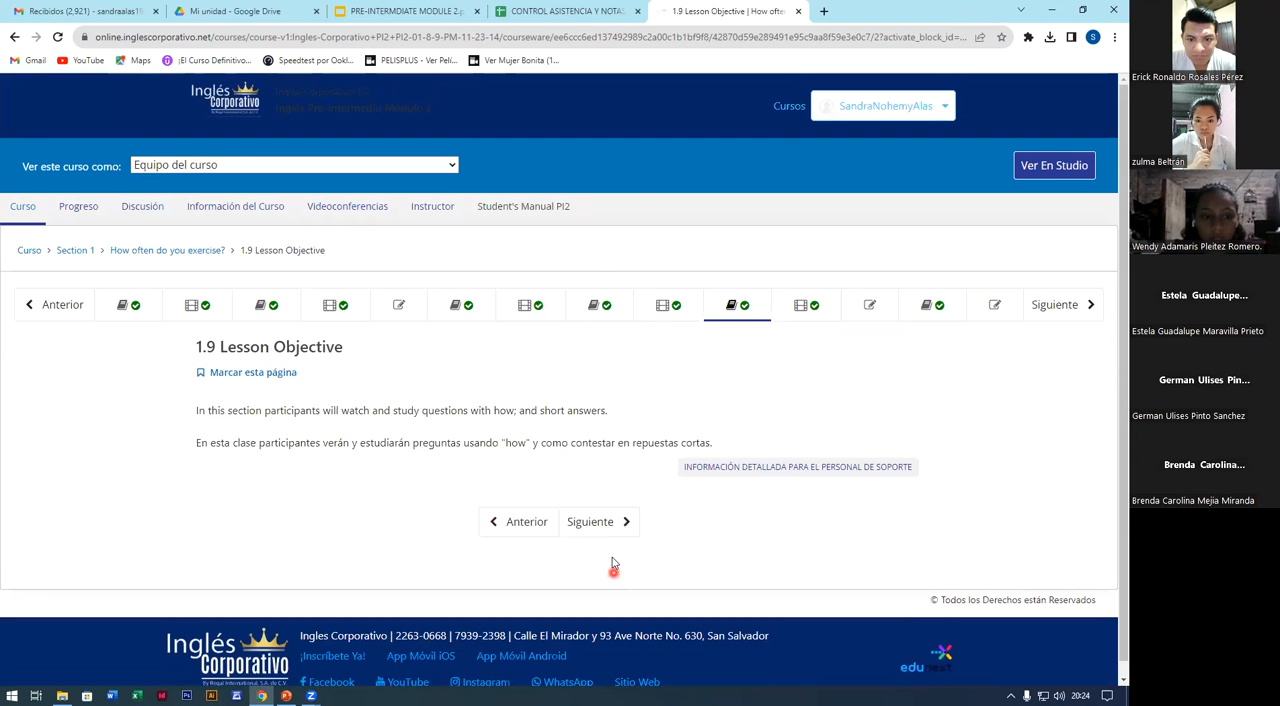 Recibidos (2,921) - sandraalas1
Mi unidad - Google Drive
PRE-INTERMDIATE MODULE 2.p
CONTROL ASISTENCIA Y NOTAS
1.9 Lesson Objective | How ofte
online.inglescorporativo.net/courses/course-v1:Ingles-Corporativo+PI2+PI2-01-8-9-PM-11-23-14/courseware/ee6ccc6ed137492989c2a00c1b1bf9f8/42870d59e289491e95c9aa8f59e3e0c7/2?activate_block_id=...
S
Gmail
YouTube
Maps
¡El Curso Definitivo...
Speedtest por Ookl...
PELISPLUS - Ver Pelí...
Ver Mujer Bonita (1...
Inglés
Corporativo
Inglés Pre-Intermedio Módulo 2
Cursos
SandraNohemyAlas
Ver este curso como:
Equipo del curso
Ver En Studio
Curso
Progreso
Discusión
Información del Curso
Videoconferencias
Instructor
Student's Manual PI2
Curso > Section 1 > How often do you exercise? > 1.9 Lesson Objective
Anterior
Siguiente
1.9 Lesson Objective
Marcar esta página
In this section participants will watch and study questions with how; and short answers.
En esta clase participantes verán y estudiarán preguntas usando "how" y como contestar en repuestas cortas.
INFORMACIÓN DETALLADA PARA EL PERSONAL DE SOPORTE
Anterior
Siguiente
© Todos los Derechos están Reservados
Inglés
Corporativo
Ingles Corporativo | 2263-0668 | 7939-2398 | Calle El Mirador y 93 Ave Norte No. 630, San Salvador
¡Inscríbete Ya!
App Móvil iOS
App Móvil Android
Facebook
YouTube
Instagram
WhatsApp
Sitio Web
edunext
20:24
Erick Ronaldo Rosales Pérez
zulma Beltrán
Wendy Adamaris Pleitez Romero.
Estela Guadalupe...
Estela Guadalupe Maravilla Prieto
German Ulises Pin...
German Ulises Pinto Sanchez
Brenda Carolina...
Brenda Carolina Mejia Miranda